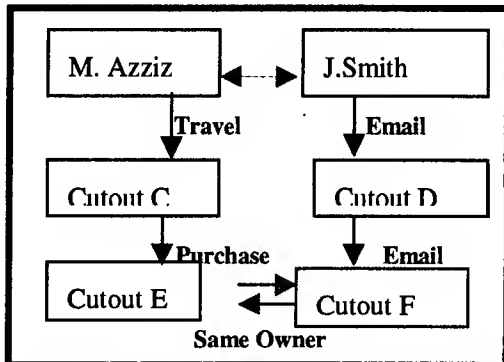 M. Azziz
J.Smith
Travel
Email
Cutout C
Cutout D
Purchase
Email
Cutout E
Cutout F
Same Owner